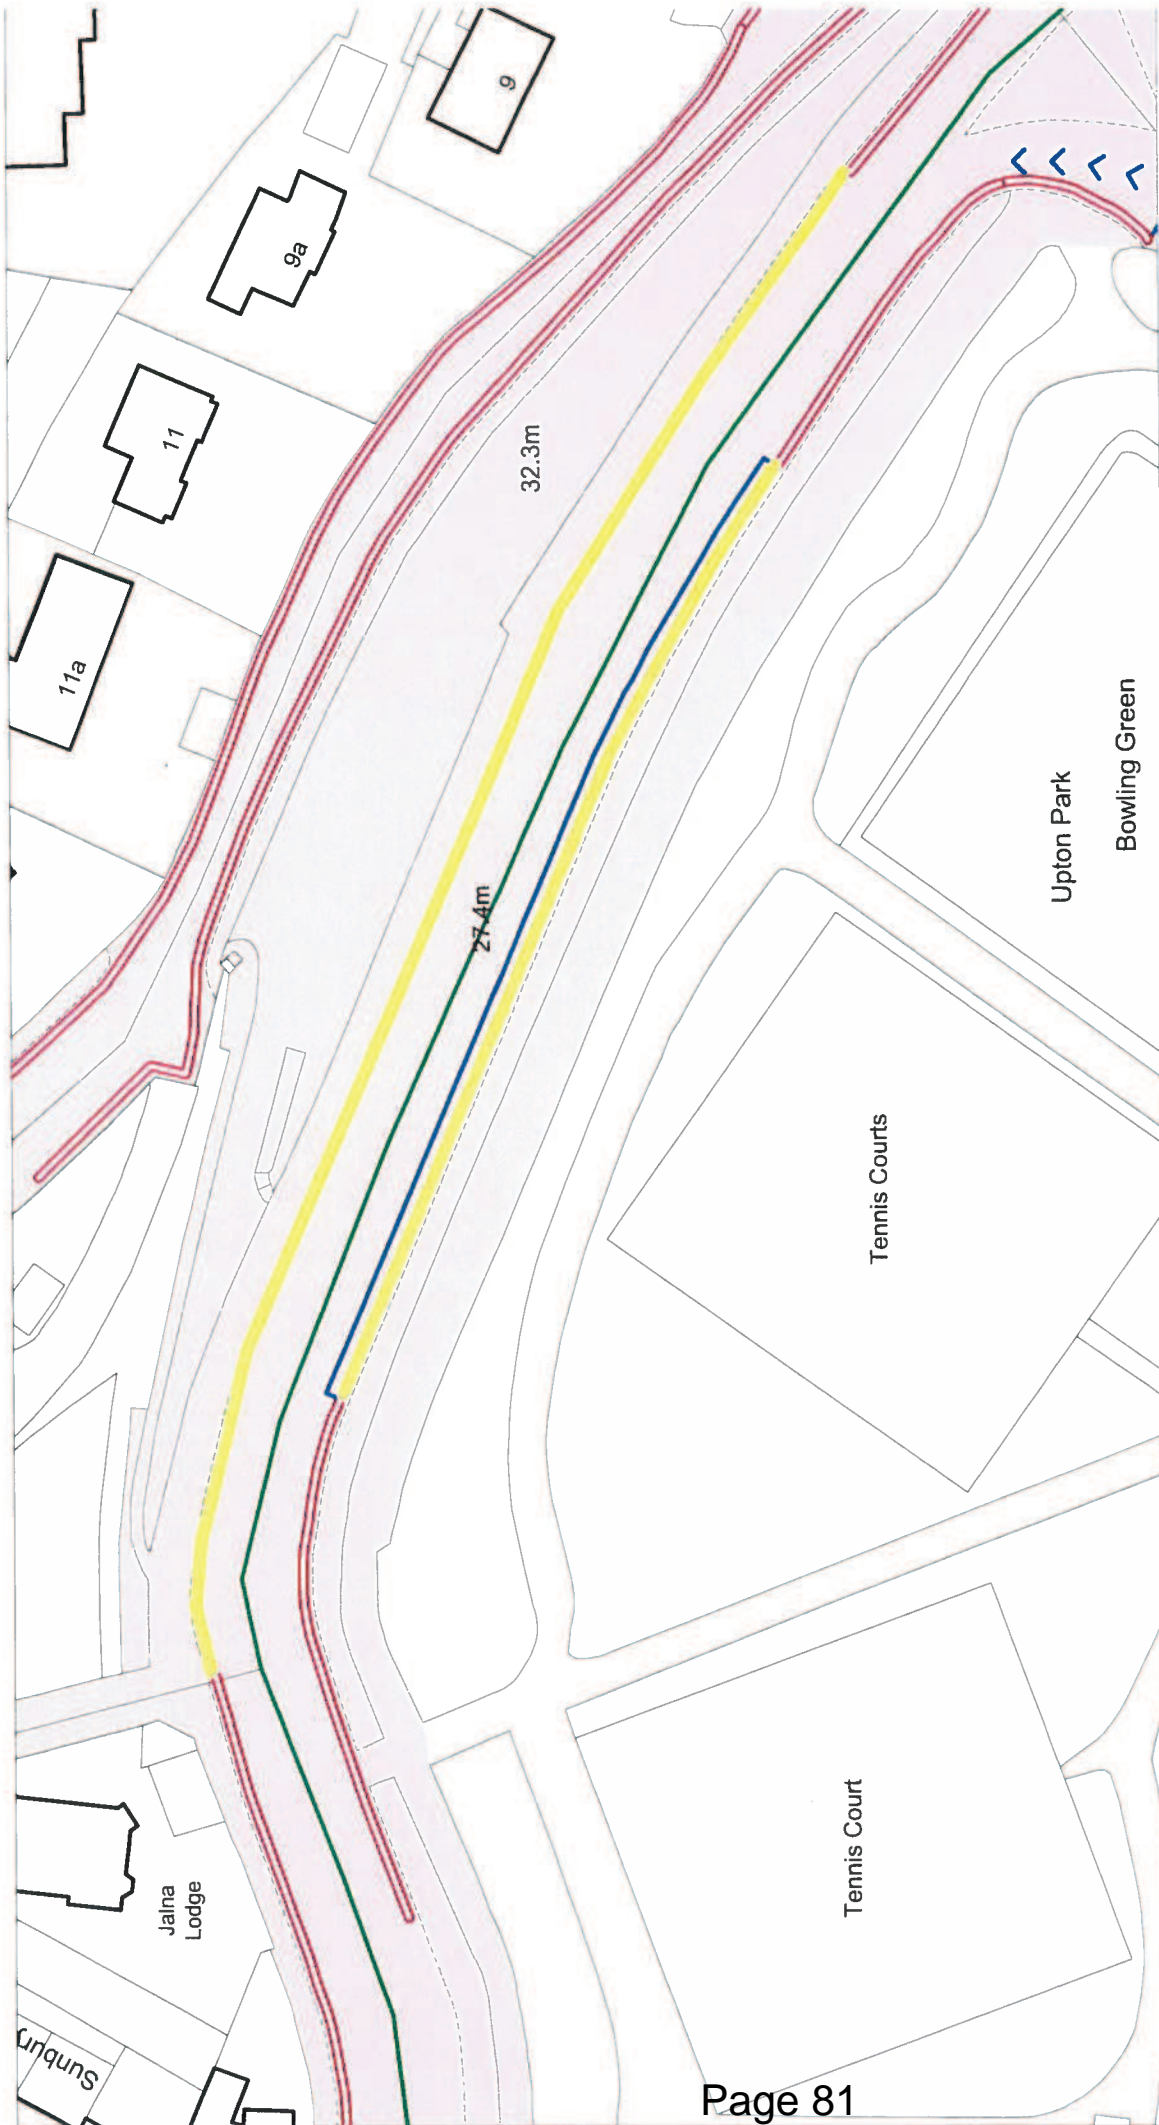 9
9a
11
11a
32.3m
27.4m
Upton Park
Bowling Green
Tennis Courts
Tennis Court
Jalna
Lodge
Sunbury
Page 81